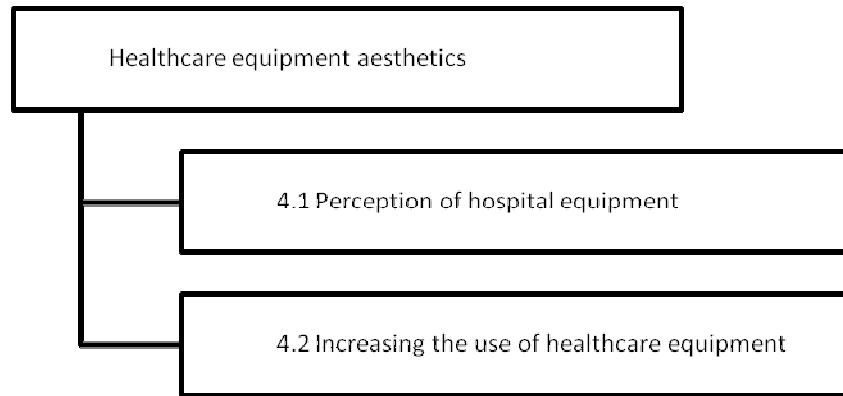 Healthcare equipment aesthetics
4.1 Perception of hospital equipment
4.2 Increasing the use of healthcare equipment